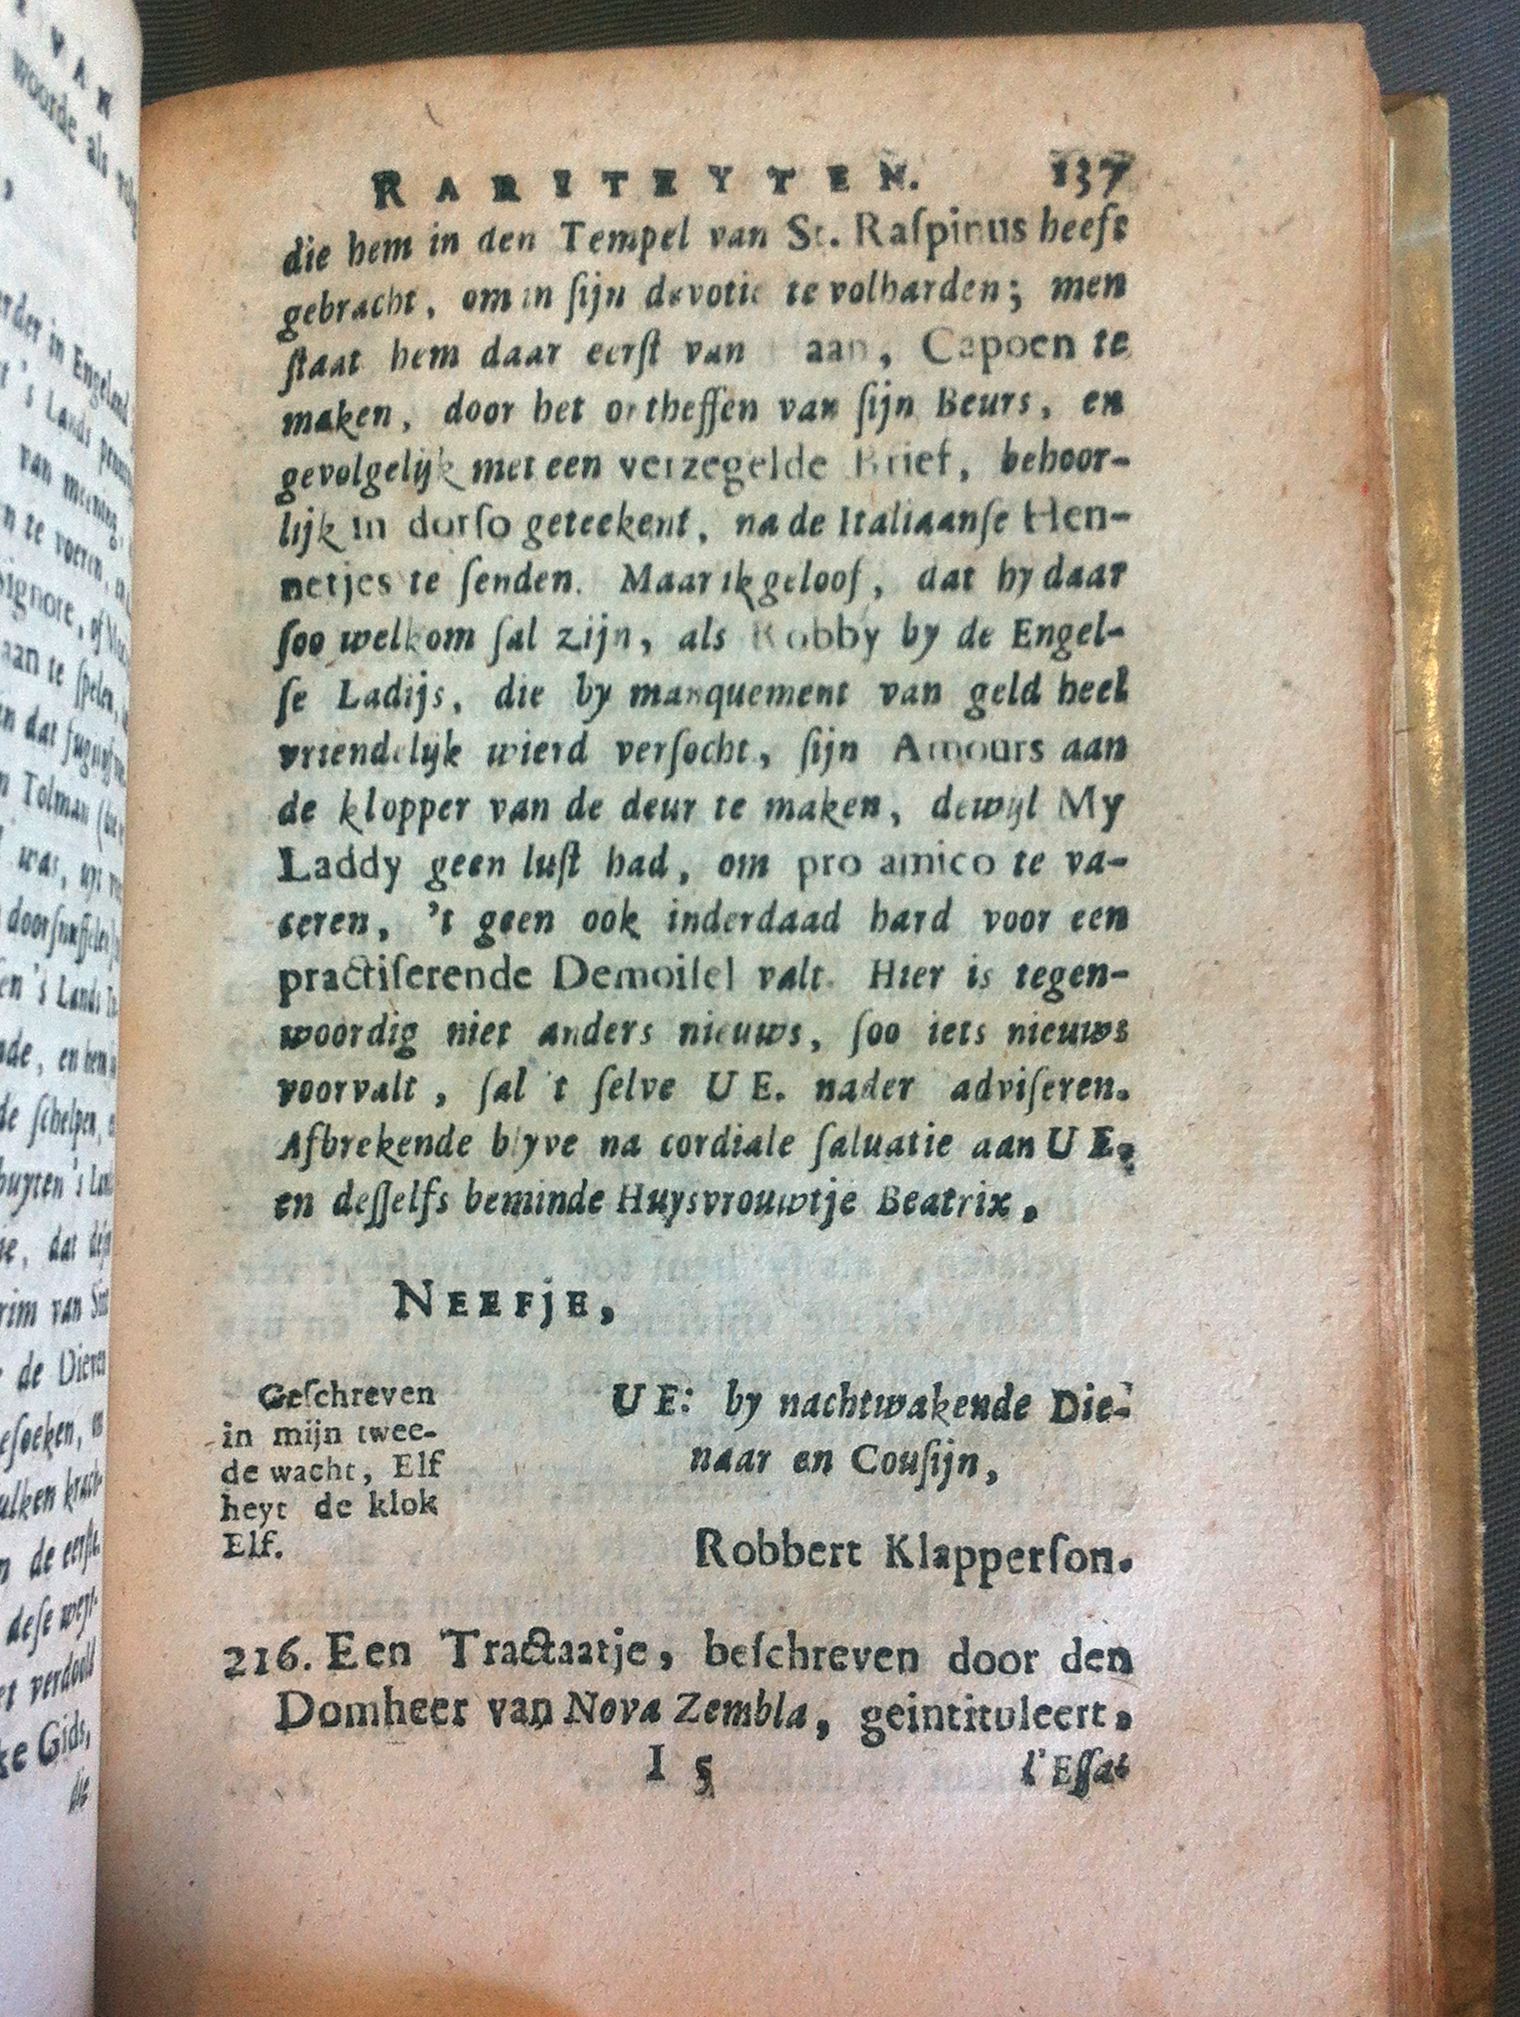 RARITEYTEN. 137
die hem in den Tempel van St. Raſpinus heeft
gebracht, om in ſijn devotie te volharden; men
ſtaat hem daar eerſt van aan, Capoen te
maken, door het ontheffen van ſijn Beurs, en
gevolgelijk met een verzegelde Brief, behoor-
lijk in dorſo geteekent, na de Italiaanſe Hen-
netjes te ſenden. Maar ik geloof, dat hy daar
ſoo welkom ſal zijn, als Robby by de Engel-
ſe Ladijs, die by manquement van geld heel
vriendelijk wierd verſocht, ſijn Amours aan
de klopper van de deur te maken, dewijl My
Laddy geen luſt had, om pro amico te va-
ceren, 't geen ook inderdaad hard voor een
practiſerende Demoiſel valt. Hier is tegen-
woordig niet anders nieuws, ſoo iets nieuws
voorvalt, ſal 't ſelve UE. nader adviſeren.
Afbrekende blyve na cordiale ſaluatie aan UE,
en deſſelfs beminde Huysvrouwtje Beatrix,
NEEFJE,
Geſchreven
in mijn twee-
de wacht, Elf
heyt de klok
Elf.
UE: by nachtwakende Die-
naar en Couſijn,
Robbert Klapperſon.
216. Een Tractaatje, beſchreven door den
Domheer van Nova Zembla, geintituleert,
I 5 l'Eſſai